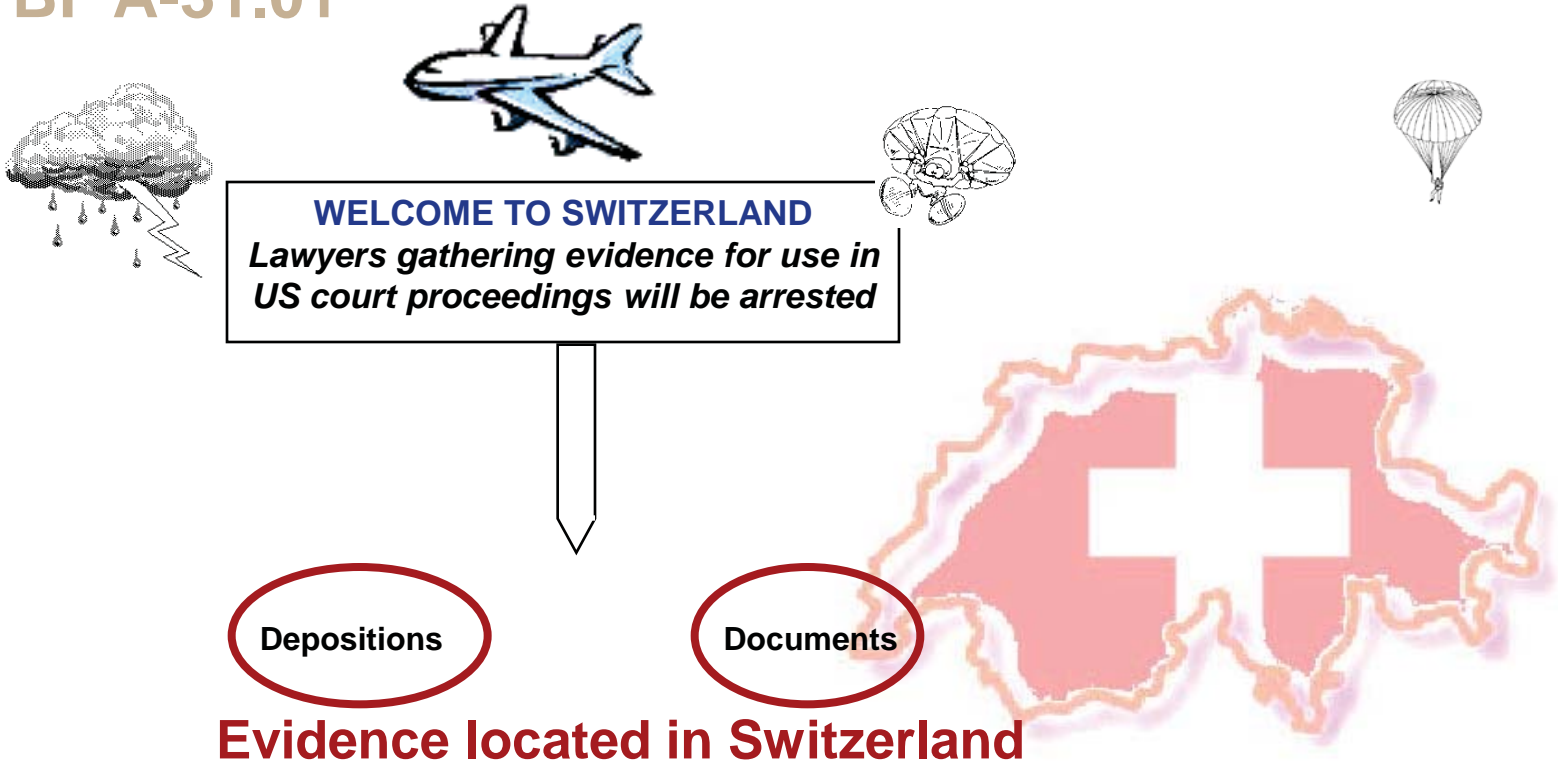 WELCOME TO SWITZERLAND
Lawyers gathering evidence for use in
US court proceedings will be arrested
Depositions
Documents
Evidence located in Switzerland